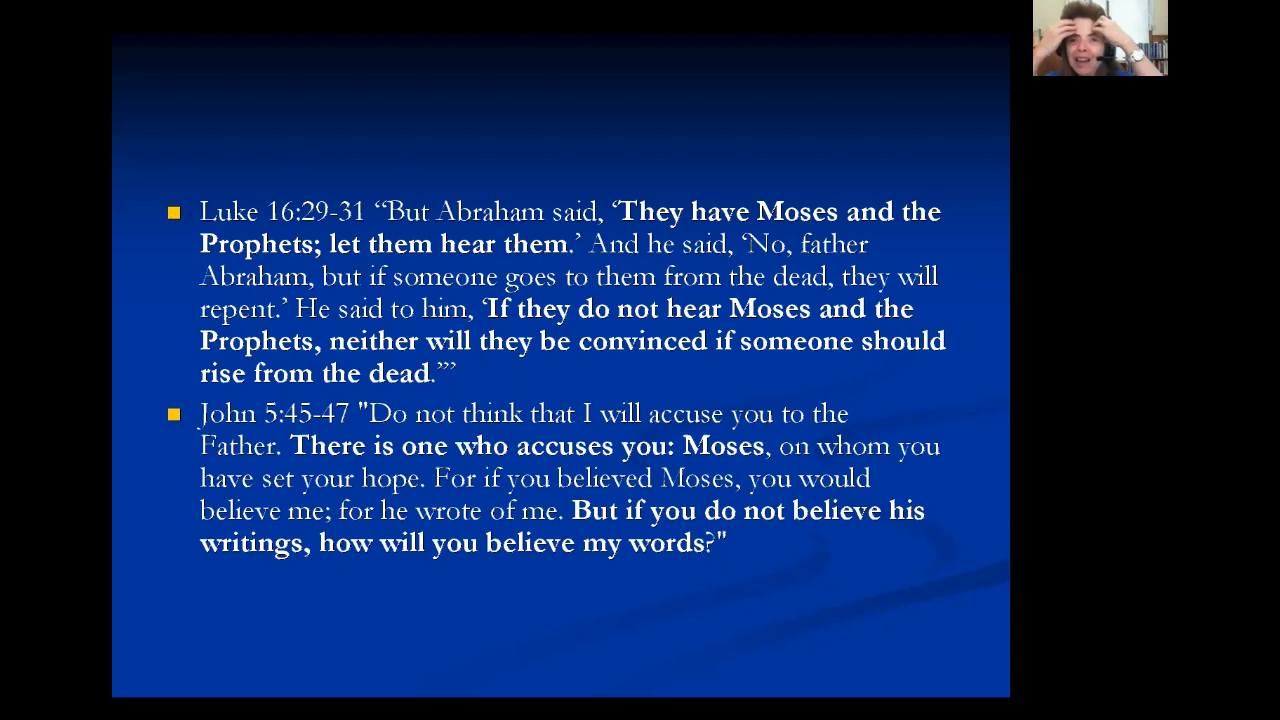 Luke 16:29-31 “But Abraham said, ‘They have Moses and the
Prophets; let them hear them.’ And he said, ‘No, father
Abraham, but if someone goes to them from the dead, they will
repent.’ He said to him, ‘If they do not hear Moses and the
Prophets, neither will they be convinced if someone should
rise from the dead.’”
John 5:45-47 "Do not think that I will accuse you to the
Father. There is one who accuses you: Moses, on whom you
have set your hope. For if you believed Moses, you would
believe me; for he wrote of me. But if you do not believe his
writings, how will you believe my words?"